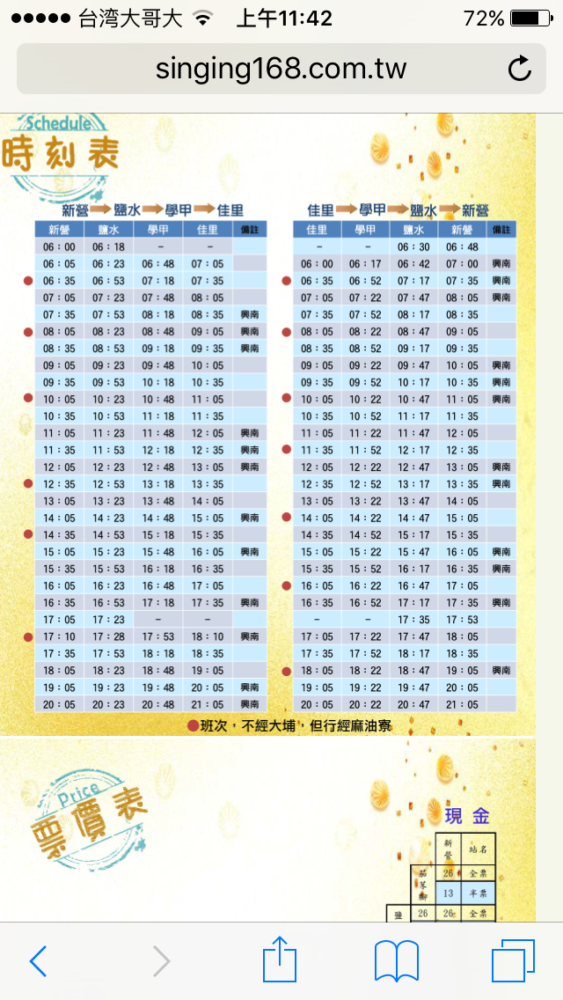 台湾大哥大 上午11:42 72%
singing168.com.tw
Schedule
時刻表
新營 鹽水 學甲 佳里
新營 鹽水 學甲 佳里 備註
06：00 06：18 – –
06：05 06：23 06：48 07：05
06：35 06：53 07：18 07：35
07：05 07：23 07：48 08：05
07：35 07：53 08：18 08：35 興南
08：05 08：23 08：48 09：05 興南
08：35 08：53 09：18 09：35 興南
09：05 09：23 09：48 10：05
09：35 09：53 10：18 10：35
10：05 10：23 10：48 11：05
10：35 10：53 11：18 11：35
11：05 11：23 11：48 12：05 興南
11：35 11：53 12：18 12：35 興南
12：05 12：23 12：48 13：05 興南
12：35 12：53 13：18 13：35
13：05 13：23 13：48 14：05
14：05 14：23 14：48 15：05 興南
14：35 14：53 15：18 15：35
15：05 15：23 15：48 16：05 興南
15：35 15：53 16：18 16：35
16：05 16：23 16：48 17：05
16：35 16：53 17：18 17：35 興南
17：05 17：23 – –
17：10 17：28 17：53 18：10 興南
17：35 17：53 18：18 18：35
18：05 18：23 18：48 19：05
19：05 19：23 19：48 20：05 興南
20：05 20：23 20：48 21：05 興南
佳里 學甲 鹽水 新營
佳里 學甲 鹽水 新營 備註
– – 06：30 06：48
06：00 06：17 06：42 07：00 興南
06：35 06：52 07：17 07：35 興南
07：05 07：22 07：47 08：05 興南
07：35 07：52 08：17 08：35
08：05 08：22 08：47 09：05
08：35 08：52 09：17 09：35
09：05 09：22 09：47 10：05 興南
09：35 09：52 10：17 10：35 興南
10：05 10：22 10：47 11：05 興南
10：35 10：52 11：17 11：35
11：05 11：22 11：47 12：05
11：35 11：52 12：17 12：35
12：05 12：22 12：47 13：05 興南
12：35 12：52 13：17 13：35 興南
13：05 13：22 13：47 14：05
14：05 14：22 14：47 15：05
14：35 14：52 15：17 15：35
15：05 15：22 15：47 16：05 興南
15：35 15：52 16：17 16：35 興南
16：05 16：22 16：47 17：05
16：35 16：52 17：17 17：35 興南
– – 17：35 17：53
17：05 17：22 17：47 18：05
17：35 17：52 18：17 18：35
18：05 18：22 18：47 19：05 興南
19：05 19：22 19：47 20：05
20：05 20：22 20：47 21：05
班次，不經大埔，但行經麻油寮
Price
票價表
現金
新營 站名
茄苳腳 26 全票
13 半票
鹽 26 26 全票